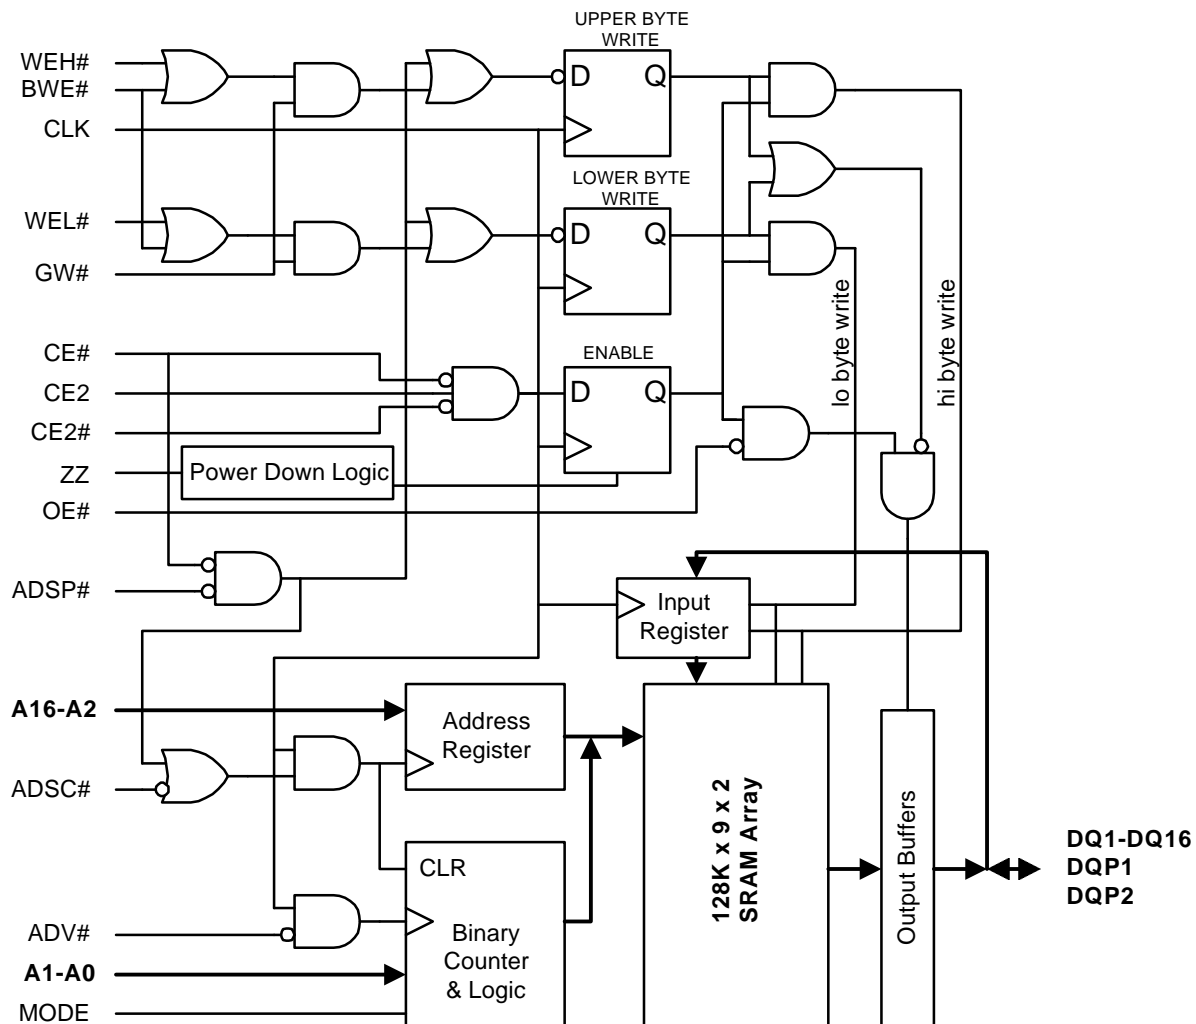 UPPER BYTE
WRITE
WEH#
BWE#
D
Q
CLK
LOWER BYTE
WRITE
WEL#
D
Q
GW#
lo byte write
hi byte write
CE#
ENABLE
CE2
D
Q
CE2#
ZZ
Power Down Logic
OE#
ADSP#
Input
Register
A16-A2
Address
Register
ADSC#
128K x 9 x 2
SRAM Array
Output Buffers
DQ1-DQ16
DQP1
DQP2
CLR
ADV#
Binary
Counter
& Logic
A1-A0
MODE